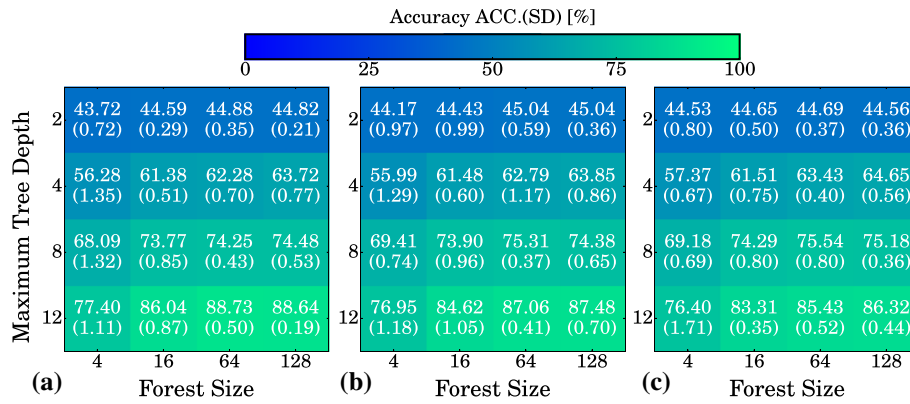 Accuracy ACC.(SD) [%]
0 25 50 75 100
Maximum Tree Depth
2 43.72 44.59 44.88 44.82
(0.72) (0.29) (0.35) (0.21)
4 56.28 61.38 62.28 63.72
(1.35) (0.51) (0.70) (0.77)
8 68.09 73.77 74.25 74.48
(1.32) (0.85) (0.43) (0.53)
12 77.40 86.04 88.73 88.64
(1.11) (0.87) (0.50) (0.19)
4 16 64 128
(a) Forest Size
2 44.17 44.43 45.04 45.04
(0.97) (0.99) (0.59) (0.36)
4 55.99 61.48 62.79 63.85
(1.29) (0.60) (1.17) (0.86)
8 69.41 73.90 75.31 74.38
(0.74) (0.96) (0.37) (0.65)
12 76.95 84.62 87.06 87.48
(1.18) (1.05) (0.41) (0.70)
4 16 64 128
(b) Forest Size
2 44.53 44.65 44.69 44.56
(0.80) (0.50) (0.37) (0.36)
4 57.37 61.51 63.43 64.65
(0.67) (0.75) (0.40) (0.56)
8 69.18 74.29 75.54 75.18
(0.69) (0.80) (0.80) (0.36)
12 76.40 83.31 85.43 86.32
(1.71) (0.35) (0.52) (0.44)
4 16 64 128
(c) Forest Size